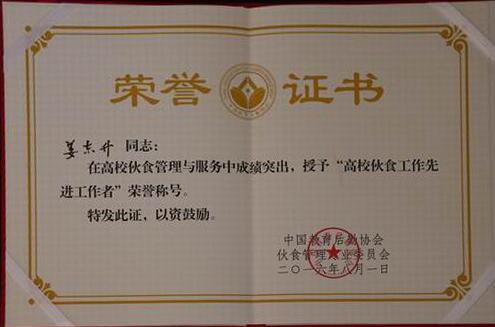 荣誉证书
姜东升 同志：
在高校伙食管理与服务中成绩突出，授予“高校伙食工作先
进工作者”荣誉称号。
特发此证，以资鼓励。
中国教育后勤协会
伙食管理专业委员会
二〇一六年八月一日